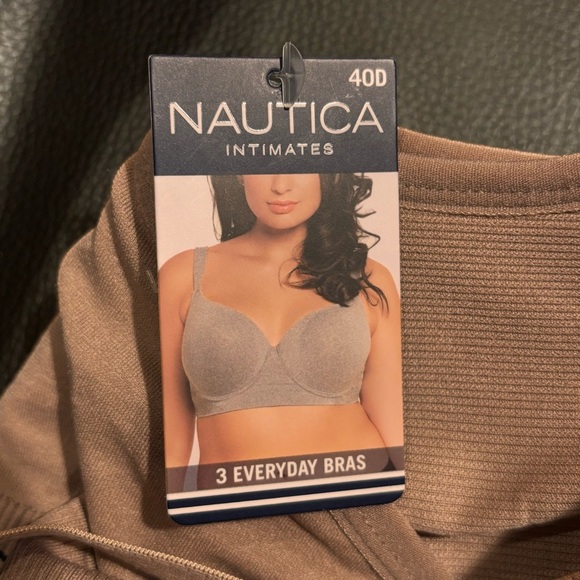 40D
NAUTICA
INTIMATES
3 EVERYDAY BRAS